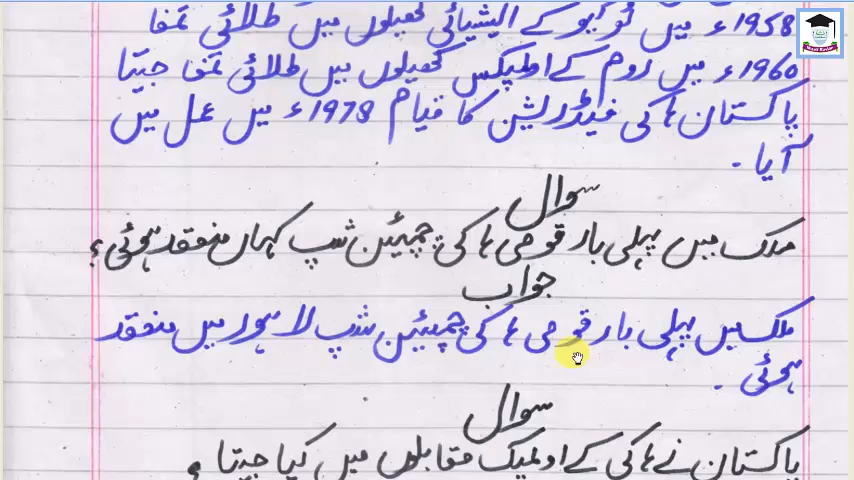 1958ء میں ٹوکیو کے ایشیائی کھیلوں میں طلائی تمغا
1960ء میں روم کے اولمپکس کھیلوں میں طلائی تمغا جیتا
پاکستان ہاکی فیڈریشن کا قیام 1978ء میں عمل میں
آیا۔
سوال
ملک میں پہلی بار قومی ہاکی چمپئین شپ کہاں منعقد ہوئی؟
جواب
ملک میں پہلی بار قومی ہاکی چمپئین شپ لاہور میں منعقد
ہوئی۔
سوال
پاکستان نے ہاکی کے اولمپک مقابلوں میں کیا جیتا؟